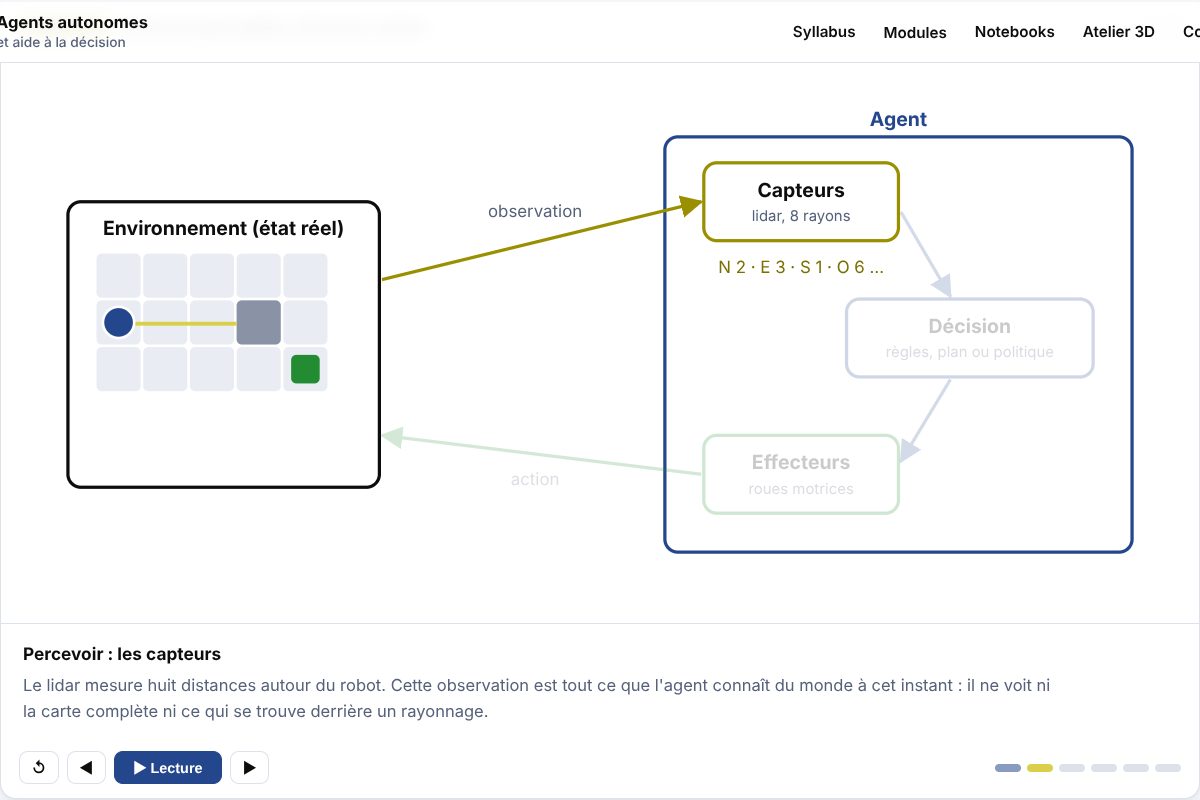 Agents autonomes
et aide à la décision
Syllabus
Modules
Notebooks
Atelier 3D
Agent
Capteurs
lidar, 8 rayons
observation
Environnement (état réel)
N 2 · E 3 · S 1 · O 6 ...
Décision
règles, plan ou politique
Effecteurs
roues motrices
action
Percevoir : les capteurs
Le lidar mesure huit distances autour du robot. Cette observation est tout ce que l'agent connaît du monde à cet instant : il ne voit ni
la carte complète ni ce qui se trouve derrière un rayonnage.
Lecture